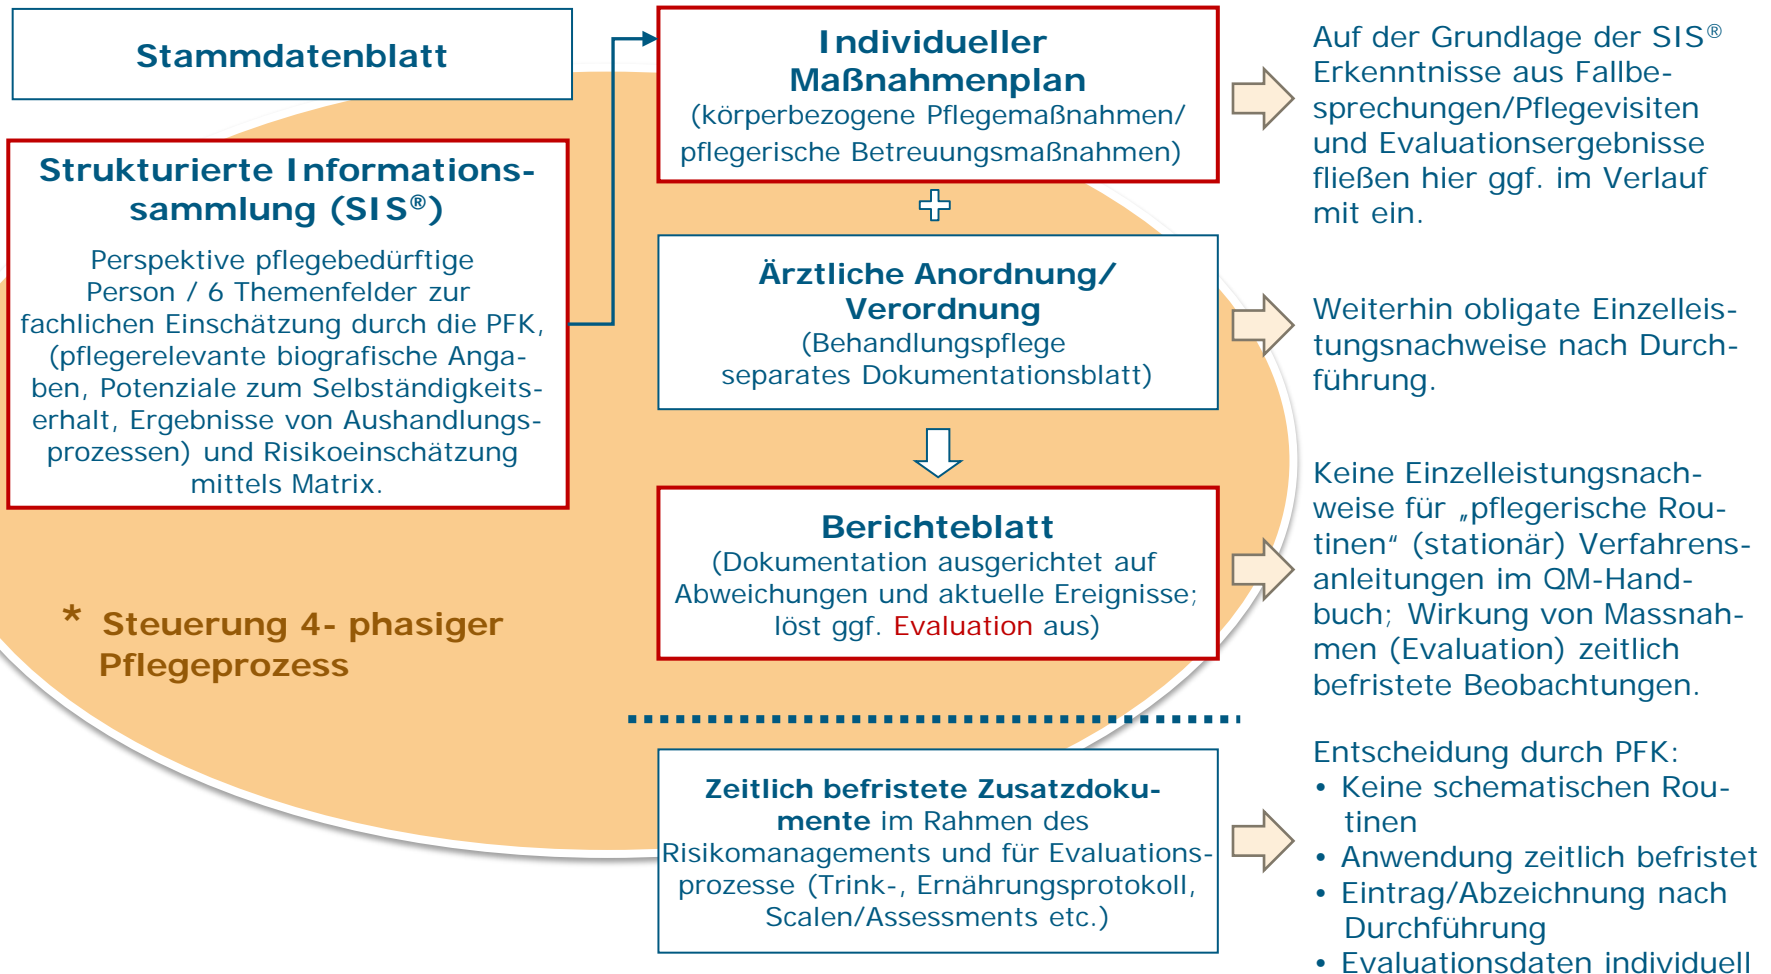 Stammdatenblatt
Strukturierte Informations-
sammlung (SIS®)
Perspektive pflegebedürftige
Person / 6 Themenfelder zur
fachlichen Einschätzung durch die PFK,
(pflegerelevante biografische Anga-
ben, Potenziale zum Selbständigkeits-
erhalt, Ergebnisse von Aushandlungs-
prozessen) und Risikoeinschätzung
mittels Matrix.
* Steuerung 4- phasiger
Pflegeprozess
Individueller
Maßnahmenplan
(körperbezogene Pflegemaßnahmen/
pflegerische Betreuungsmaßnahmen)
Ärztliche Anordnung/
Verordnung
(Behandlungspflege
separates Dokumentationsblatt)
Berichteblatt
(Dokumentation ausgerichtet auf
Abweichungen und aktuelle Ereignisse;
löst ggf. Evaluation aus)
Zeitlich befristete Zusatzdoku-
mente im Rahmen des
Risikomanagements und für Evaluations-
prozesse (Trink-, Ernährungsprotokoll,
Scalen/Assessments etc.)
Auf der Grundlage der SIS®
Erkenntnisse aus Fallbe-
sprechungen/Pflegevisiten
und Evaluationsergebnisse
fließen hier ggf. im Verlauf
mit ein.
Weiterhin obligate Einzelleis-
tungsnachweise nach Durch-
führung.
Keine Einzelleistungsnach-
weise für „pflegerische Rou-
tinen“ (stationär) Verfahrens-
anleitungen im QM-Hand-
buch; Wirkung von Massnah-
men (Evaluation) zeitlich
befristete Beobachtungen.
Entscheidung durch PFK:
• Keine schematischen Rou-
tinen
• Anwendung zeitlich befristet
• Eintrag/Abzeichnung nach
Durchführung
• Evaluationsdaten individuell